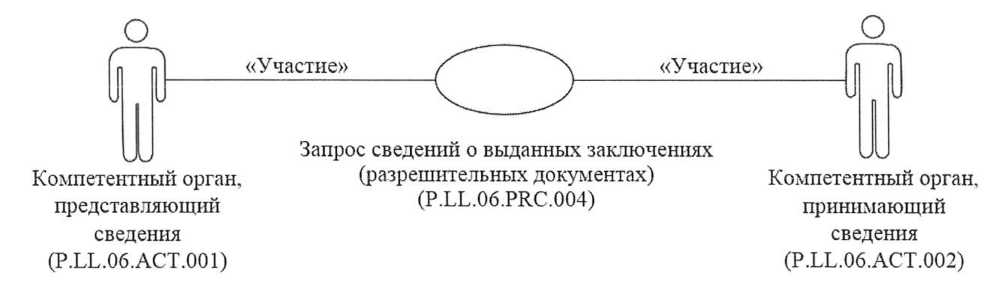 «Участие»
«Участие»
Запрос сведений о выданных заключениях
(разрешительных документах)
(P.LL.06.PRC.004)
Компетентный орган,
представляющий
сведения
(P.LL.06.ACT.001)
Компетентный орган,
принимающий
сведения
(P.LL.06.ACT.002)